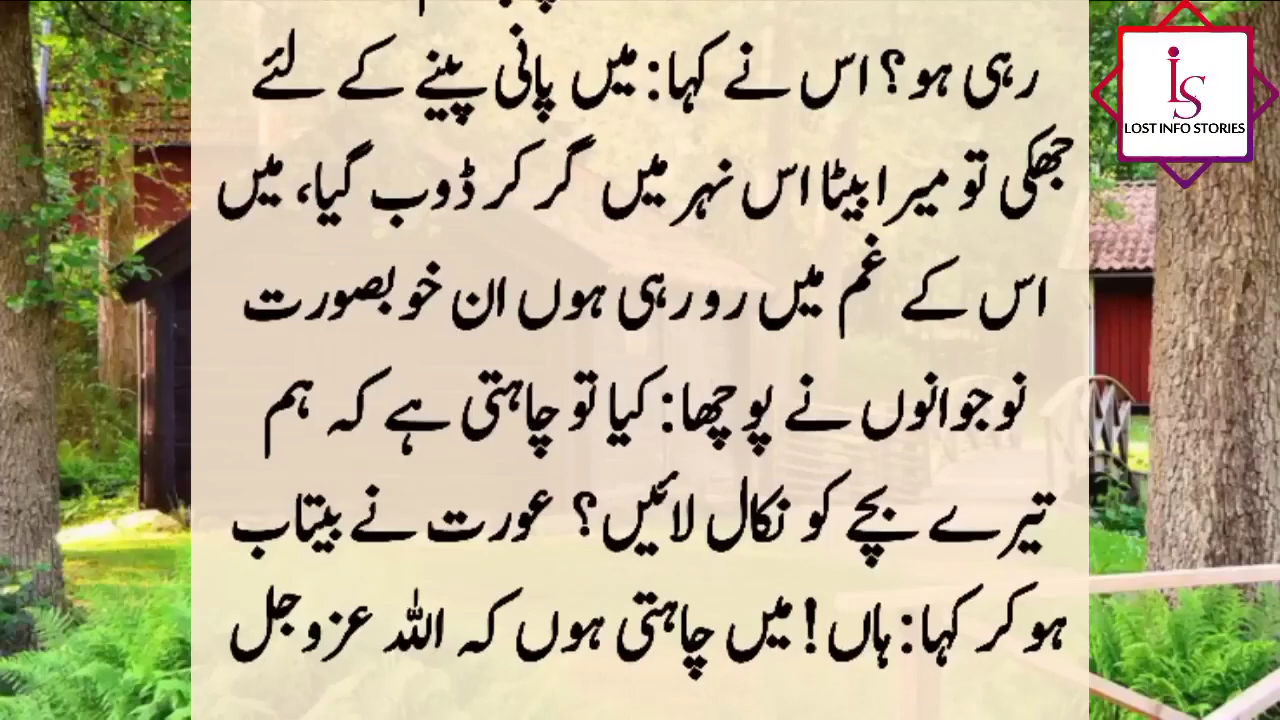 رہی ہو؟ اس نے کہا: میں پانی پینے کے لئے
جھکی تو میرا بیٹا اس نہر میں گر کر ڈوب گیا، میں
اس کے غم میں رو رہی ہوں ان خوبصورت
نوجوانوں نے پوچھا: کیا تو چاہتی ہے کہ ہم
تیرے بچے کو نکال لائیں؟ عورت نے بیتاب
ہو کر کہا: ہاں! میں چاہتی ہوں کہ اللہ عزوجل
is
LOST INFO STORIES